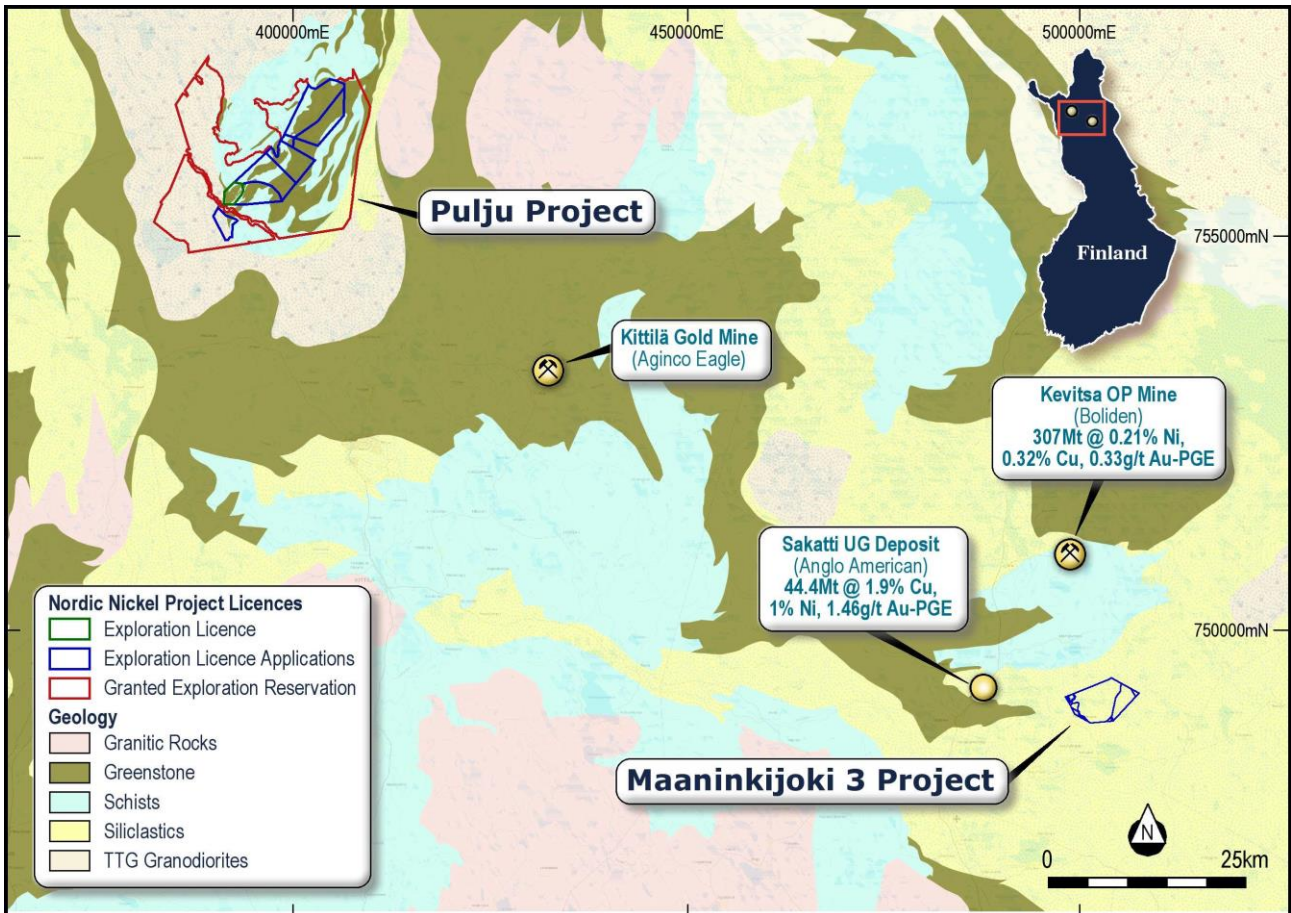 400000mE
450000mE
500000mE
Pulju Project
755000mN
Finland
Kittilä Gold Mine
(Aginco Eagle)
Kevitsa OP Mine
(Boliden)
307Mt @ 0.21% Ni,
0.32% Cu, 0.33g/t Au-PGE
Sakatti UG Deposit
(Anglo American)
44.4Mt @ 1.9% Cu,
1% Ni, 1.46g/t Au-PGE
Nordic Nickel Project Licences
Exploration Licence
Exploration Licence Applications
Granted Exploration Reservation
Geology
Granitic Rocks
Greenstone
Schists
Siliclastics
TTG Granodiorites
750000mN
Maaninkijoki 3 Project
N
0
25km